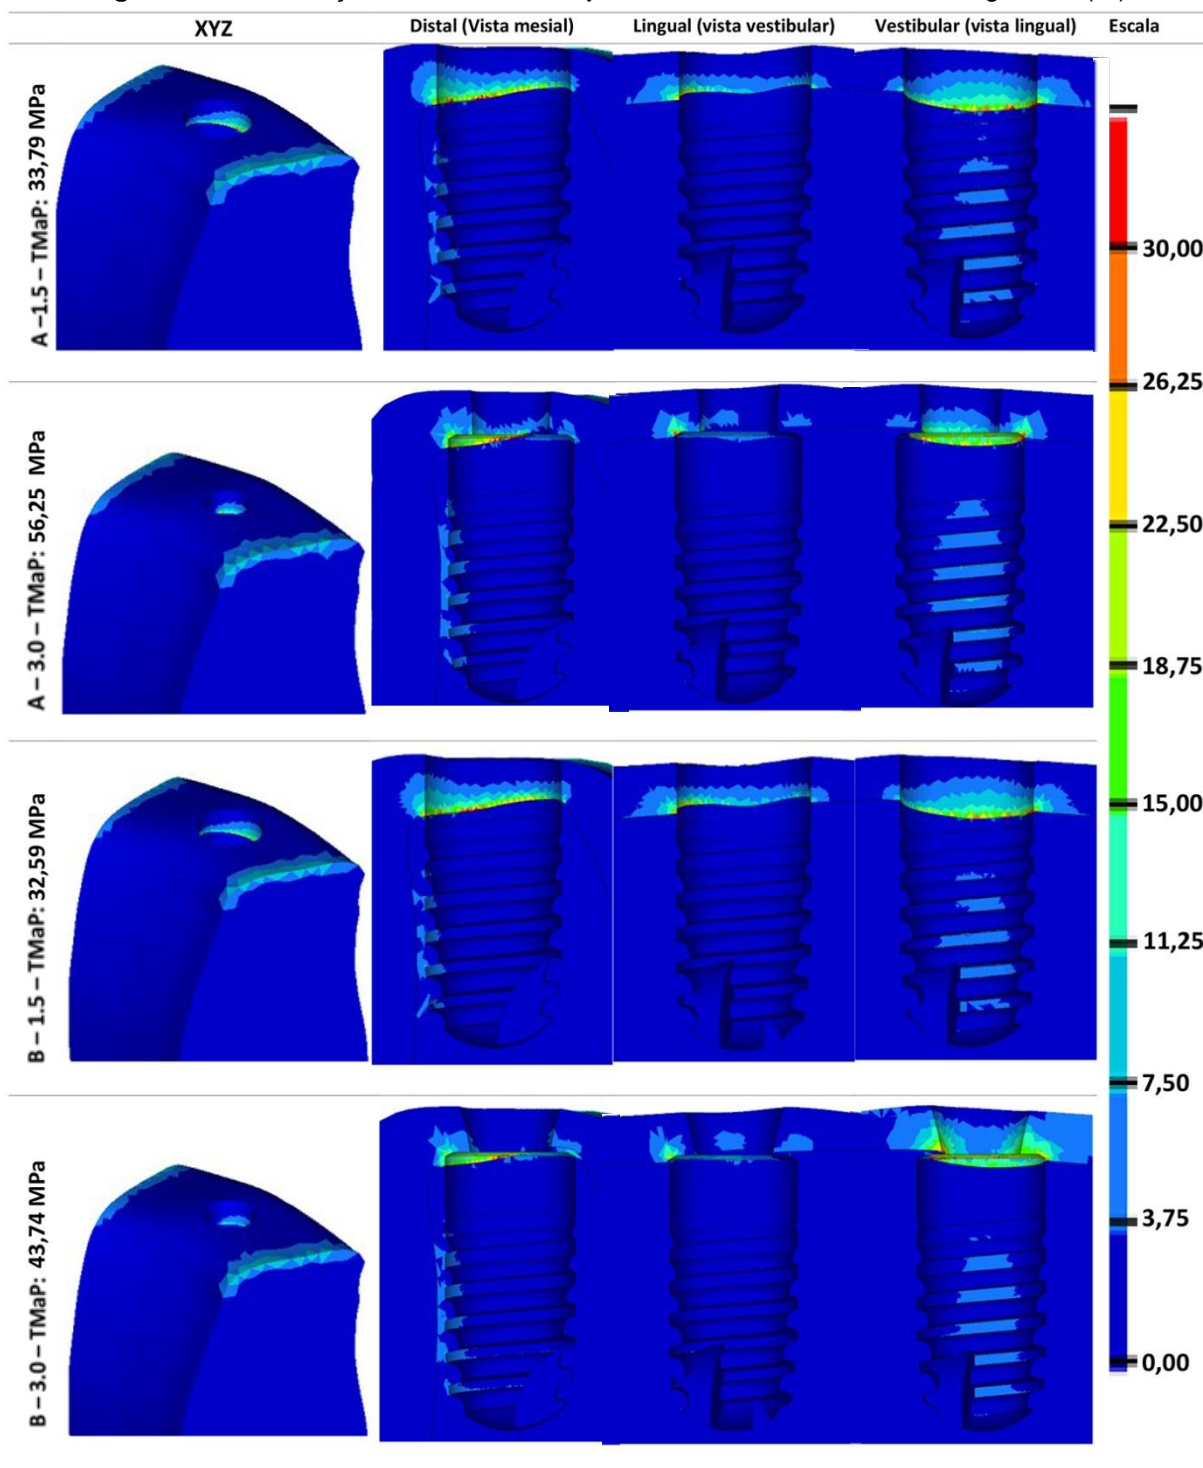 XYZ
Distal (Vista mesial)
Lingual (vista vestibular)
Vestibular (vista lingual)
Escala
A –1.5 – TMaP: 33,79 MPa
A – 3.0 – TMaP: 56,25 MPa
B – 1.5 – TMaP: 32,59 MPa
B – 3.0 – TMaP: 43,74 MPa
30,00
26,25
22,50
18,75
15,00
11,25
7,50
3,75
0,00